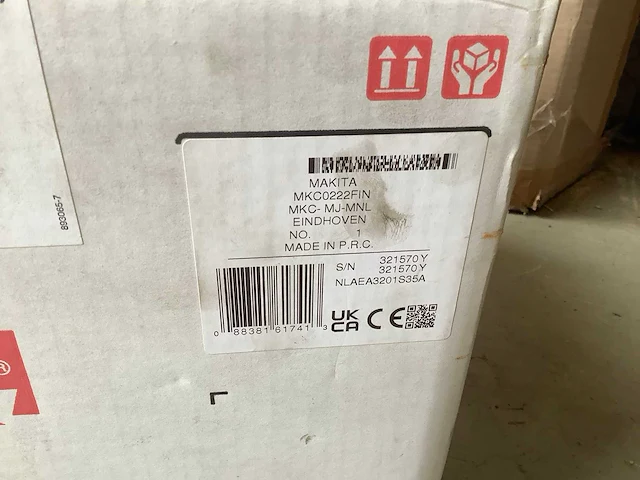 MAKITA
MKC0222FIN
MKC- MJ-MNL
EINDHOVEN
NO. 1
MADE IN P.R.C.
S/N 321570Y
321570Y
NLAEA3201S35A
0 88381 61741 3
UK
CA CE
893065-7
®